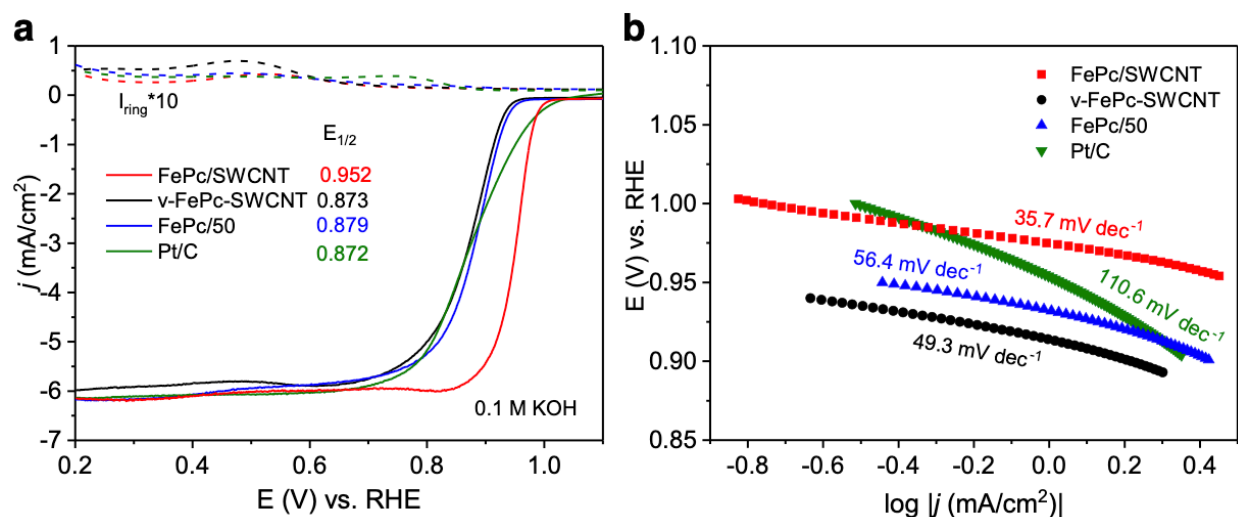 a
1
0
-1
-2
-3
-4
-5
-6
-7
j (mA/cm²)
I_ring*10
E_1/2
FePc/SWCNT 0.952
v-FePc-SWCNT 0.873
FePc/50 0.879
Pt/C 0.872
0.1 M KOH
0.2 0.4 0.6 0.8 1.0
E (V) vs. RHE
b
1.10
1.05
1.00
0.95
0.90
0.85
E (V) vs. RHE
FePc/SWCNT
v-FePc-SWCNT
FePc/50
Pt/C
35.7 mV dec⁻¹
56.4 mV dec⁻¹
110.6 mV dec⁻¹
49.3 mV dec⁻¹
-0.8 -0.6 -0.4 -0.2 0.0 0.2 0.4
log |j (mA/cm²)|